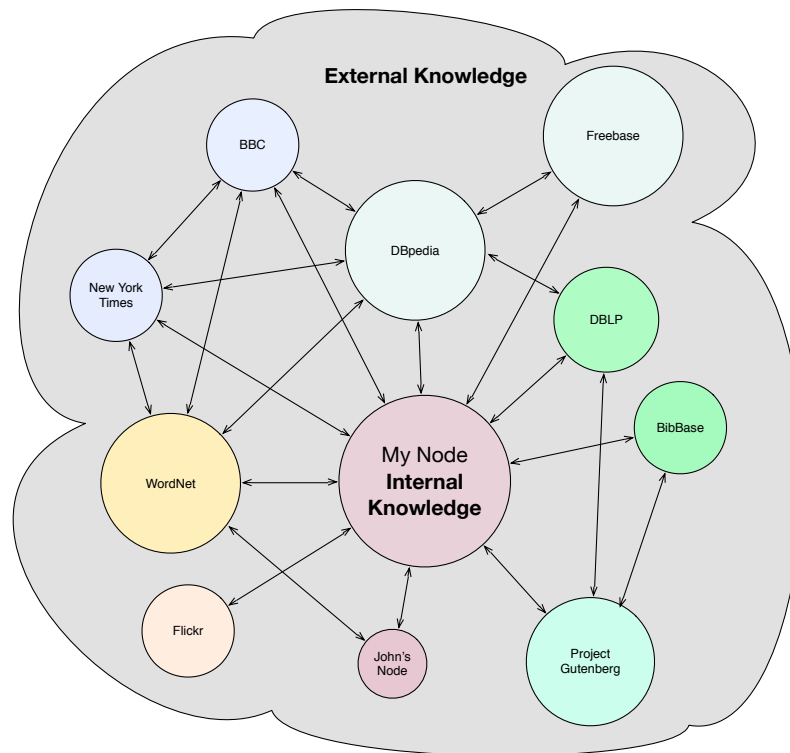 External Knowledge
BBC
Freebase
DBpedia
New York
Times
DBLP
BibBase
My Node
Internal
Knowledge
WordNet
Flickr
John's
Node
Project
Gutenberg